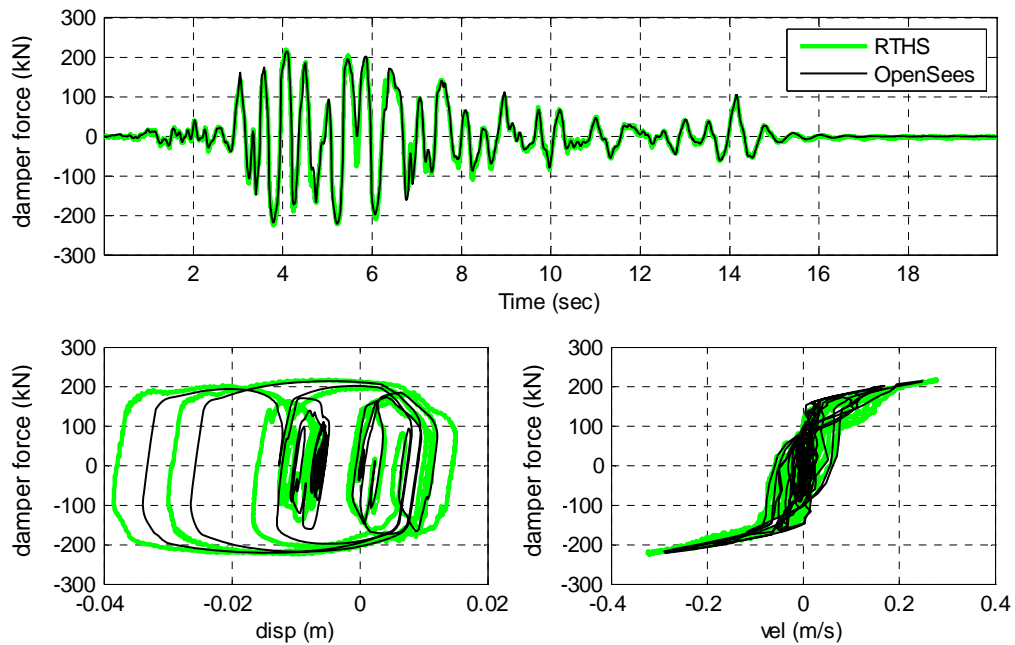 damper force (kN)
300
200
100
0
-100
-200
-300
RTHS
OpenSees
2 4 6 8 10 12 14 16 18
Time (sec)
damper force (kN)
300
200
100
0
-100
-200
-300
-0.04 -0.02 0 0.02
disp (m)
damper force (kN)
300
200
100
0
-100
-200
-300
-0.4 -0.2 0 0.2 0.4
vel (m/s)